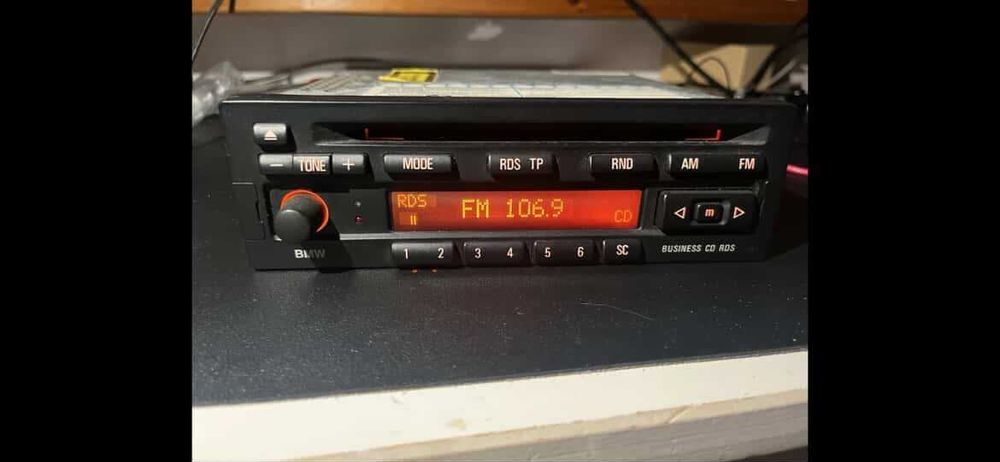 − TONE + MODE RDS TP RND AM FM
RDS
II FM 106.9 CD
m
BMW
1 2 3 4 5 6 SC
BUSINESS CD RDS